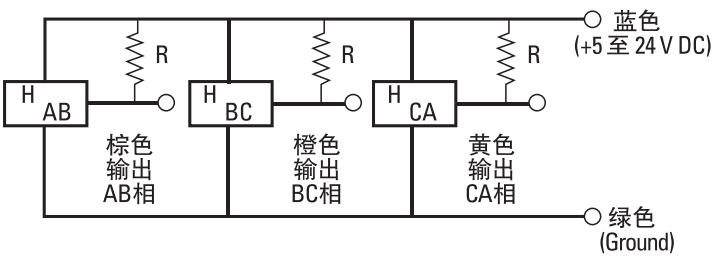 蓝色
(+5 至 24 V DC)
R
R
R
H
AB
H
BC
H
CA
棕色
输出
AB相
橙色
输出
BC相
黄色
输出
CA相
绿色
(Ground)